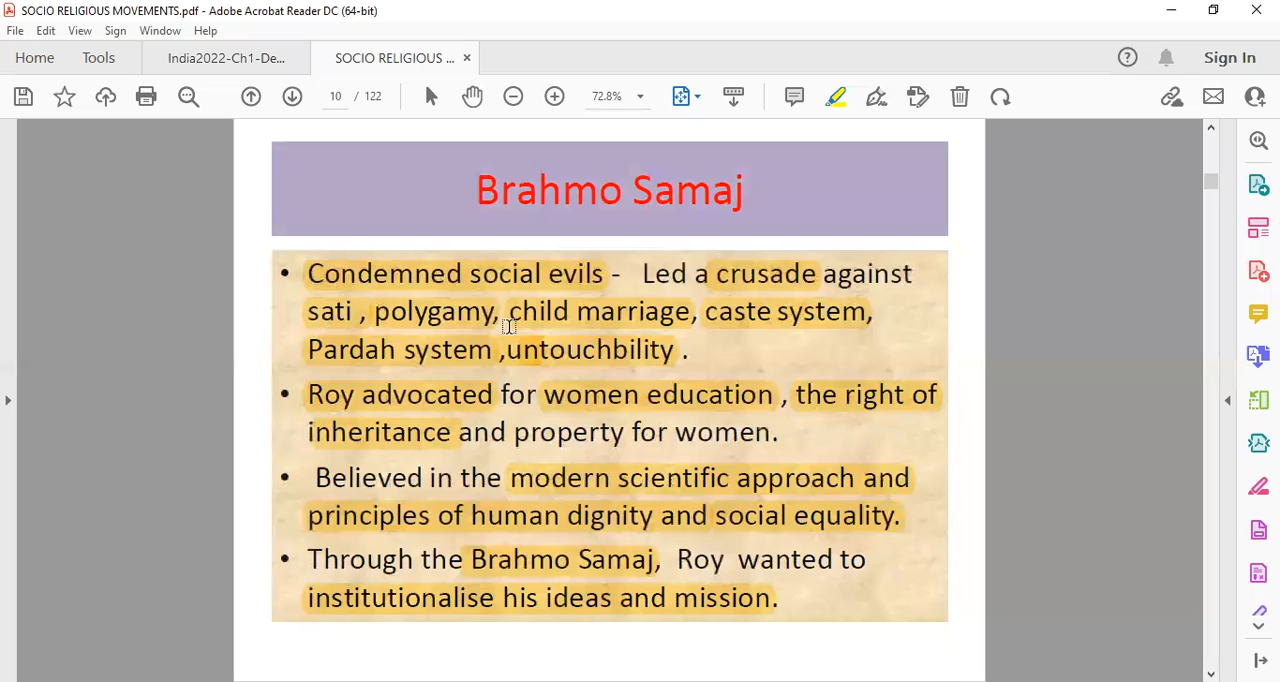 SOCIO RELIGIOUS MOVEMENTS.pdf - Adobe Acrobat Reader DC (64-bit)
File Edit View Sign Window Help
Home Tools India2022-Ch1-De... SOCIO RELIGIOUS ... × Sign In
10 / 122 72.8%
Brahmo Samaj
• Condemned social evils - Led a crusade against
sati , polygamy, child marriage, caste system,
Pardah system ,untouchbility .
• Roy advocated for women education , the right of
inheritance and property for women.
• Believed in the modern scientific approach and
principles of human dignity and social equality.
• Through the Brahmo Samaj, Roy wanted to
institutionalise his ideas and mission.